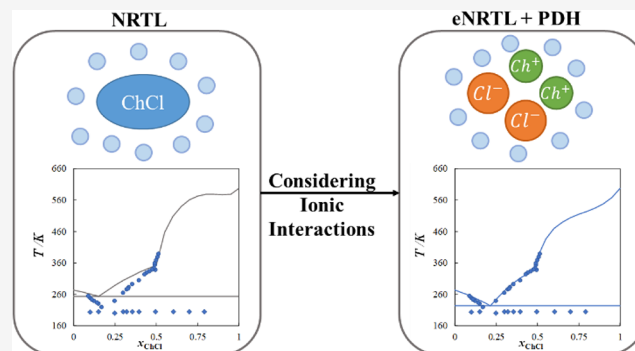 NRTL
eNRTL + PDH
ChCl
Ch⁺
Cl⁻
Ch⁺
Cl⁻
Considering
Ionic
Interactions
660
560
460
360
260
160
T /K
0
0.25
0.5
0.75
1
xChCl
660
560
460
360
260
160
T /K
0
0.25
0.5
0.75
1
xChCl